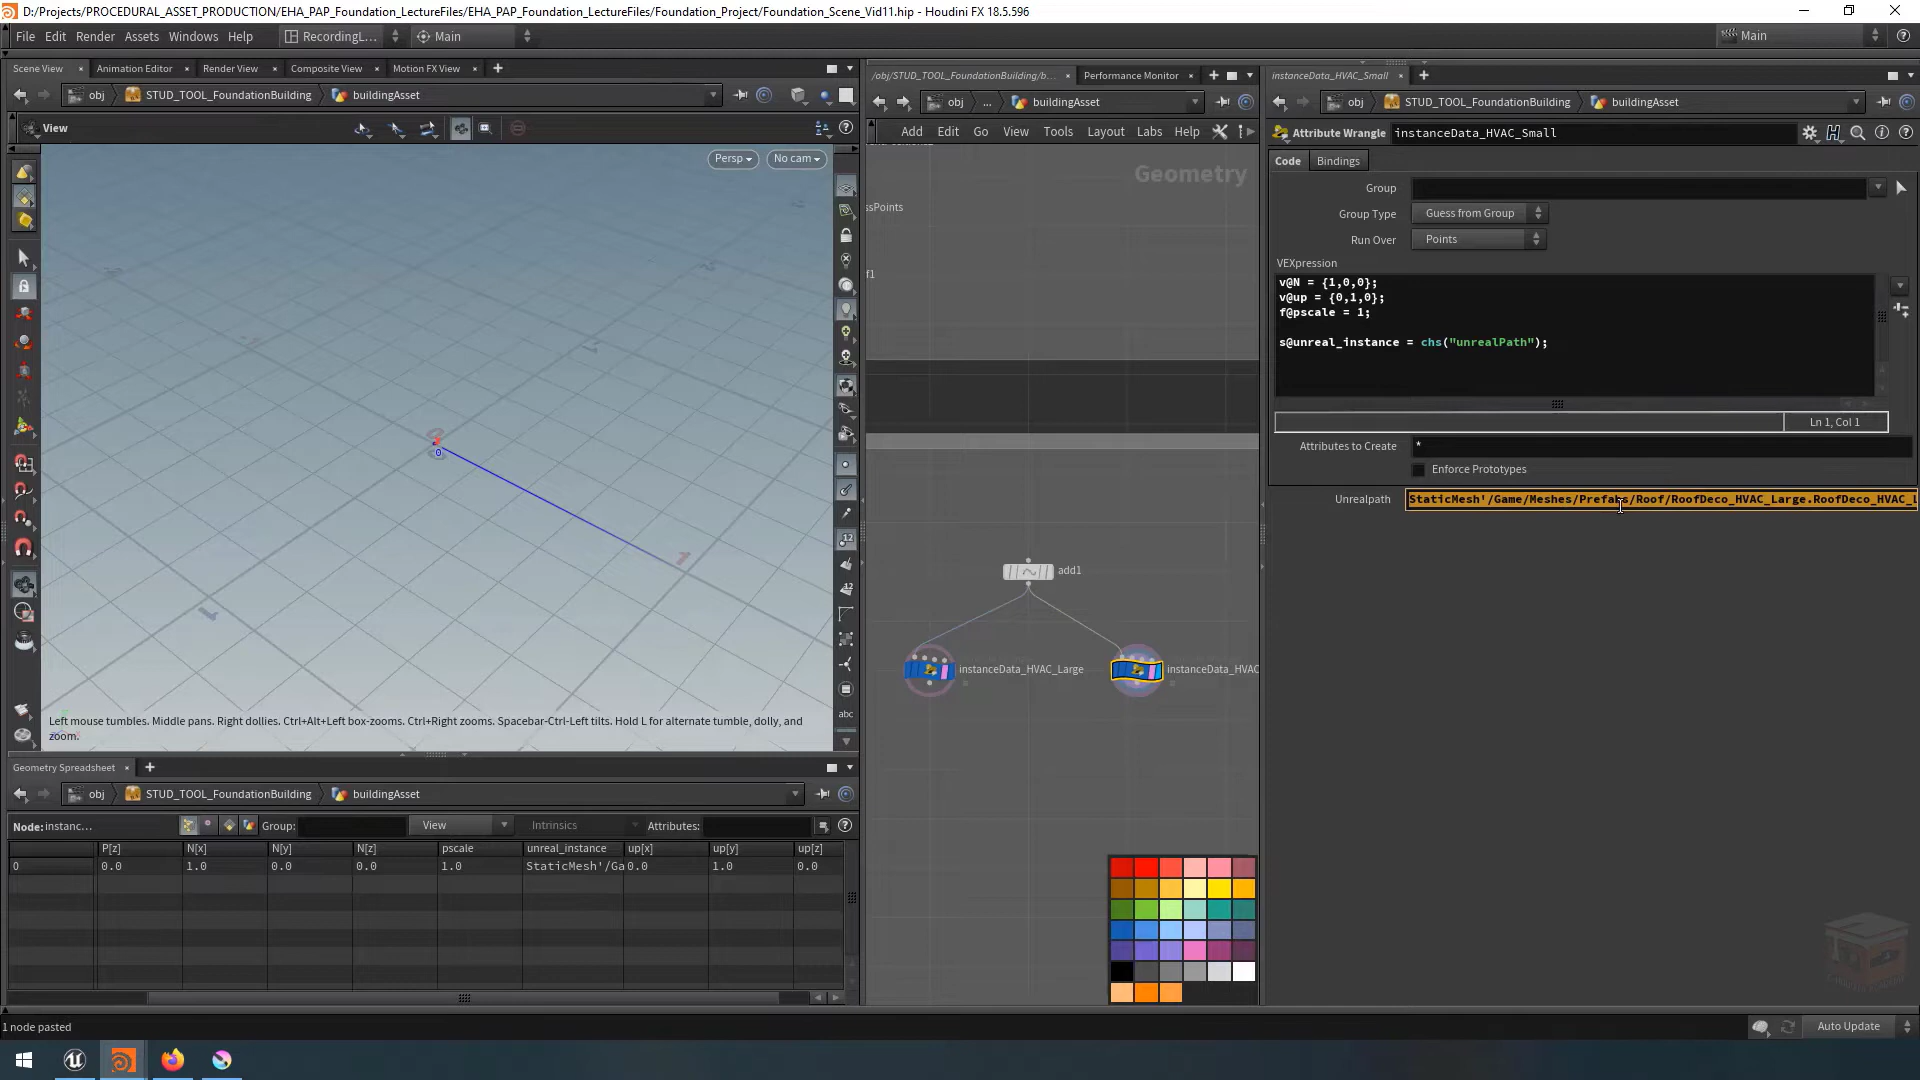 D:/Projects/PROCEDURAL_ASSET_PRODUCTION/EHA_PAP_Foundation_LectureFiles/EHA_PAP_Foundation_LectureFiles/Foundation_Project/Foundation_Scene_Vid11.hip - Houdini FX 18.5.596
File Edit Render Assets Windows Help RecordingL... Main Main
Scene View Animation Editor Render View Composite View Motion FX View
obj STUD_TOOL_FoundationBuilding buildingAsset
View
Persp No cam
0
1
Left mouse tumbles. Middle pans. Right dollies. Ctrl+Alt+Left box-zooms. Ctrl+Right zooms. Spacebar-Ctrl-Left tilts. Hold L for alternate tumble, dolly, and
zoom.
12
12
abc
Geometry Spreadsheet
obj STUD_TOOL_FoundationBuilding buildingAsset
Node: instanc... Group: View Intrinsics Attributes:
P[z] N[x] N[y] N[z] pscale unreal_instance up[x] up[y] up[z]
0 0.0 1.0 0.0 0.0 1.0 StaticMesh'/Ga 0.0 1.0 0.0
1 node pasted
/obj/STUD_TOOL_FoundationBuilding/b... Performance Monitor
obj ... buildingAsset
Add Edit Go View Tools Layout Labs Help
Geometry
ssPoints
f1
add1
instanceData_HVAC_Large
instanceData_HVAC
instanceData_HVAC_Small
obj STUD_TOOL_FoundationBuilding buildingAsset
Attribute Wrangle instanceData_HVAC_Small
Code Bindings
Group
Group Type Guess from Group
Run Over Points
VEXpression
v@N = {1,0,0};
v@up = {0,1,0};
f@pscale = 1;
s@unreal_instance = chs("unrealPath");
Ln 1, Col 1
Attributes to Create *
Enforce Prototypes
Unrealpath StaticMesh'/Game/Meshes/Prefabs/Roof/RoofDeco_HVAC_Large.RoofDeco_HVAC_L
Auto Update